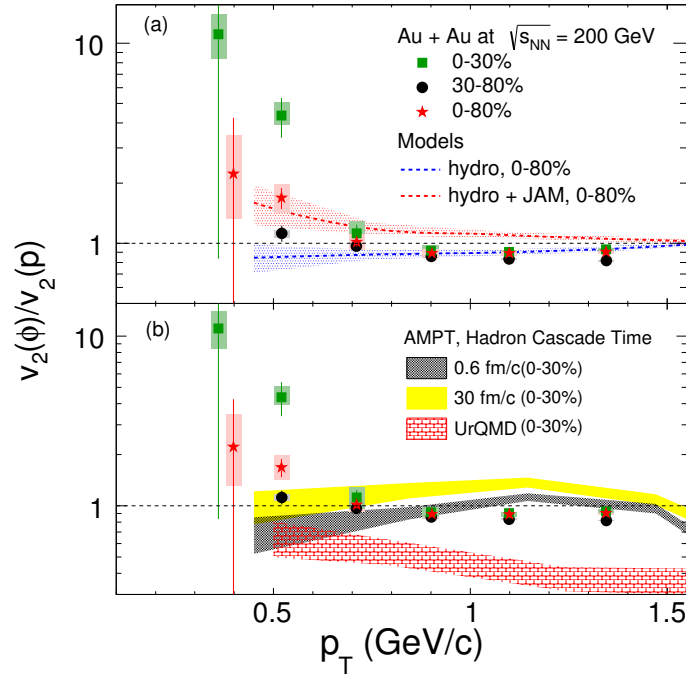 (a)
Au + Au at √s_NN = 200 GeV
0-30%
30-80%
0-80%
Models
hydro, 0-80%
hydro + JAM, 0-80%
10
1
v₂(ϕ)/v₂(p)
(b)
AMPT, Hadron Cascade Time
0.6 fm/c(0-30%)
30 fm/c (0-30%)
UrQMD (0-30%)
10
1
0.5 1 1.5
p_T (GeV/c)